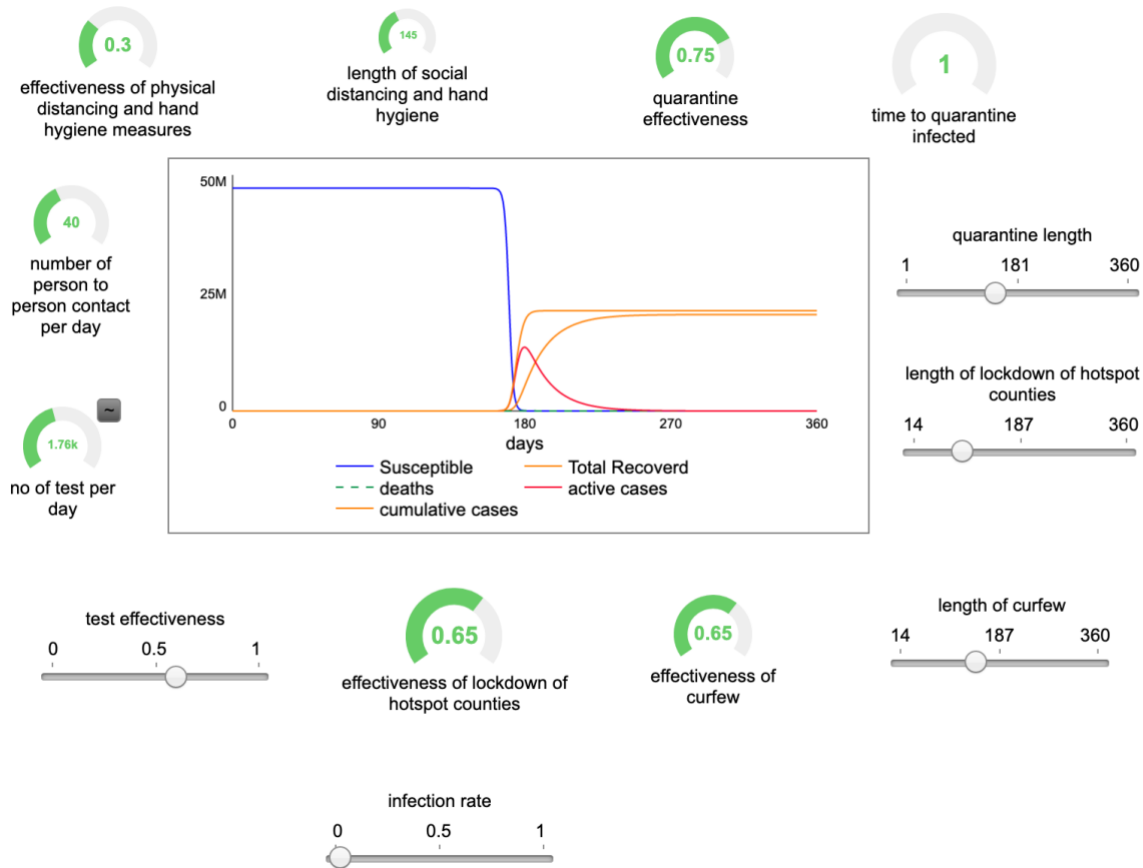 0.3
effectiveness of physical
distancing and hand
hygiene measures
145
length of social
distancing and hand
hygiene
0.75
quarantine
effectiveness
1
time to quarantine
infected
40
number of
person to
person contact
per day
1.76k
~
no of test per
day
50M
25M
0
0 90 180 270 360
days
Susceptible Total Recoverd
deaths active cases
cumulative cases
quarantine length
1 181 360
length of lockdown of hotspot
counties
14 187 360
test effectiveness
0 0.5 1
0.65
effectiveness of lockdown of
hotspot counties
0.65
effectiveness of
curfew
length of curfew
14 187 360
infection rate
0 0.5 1